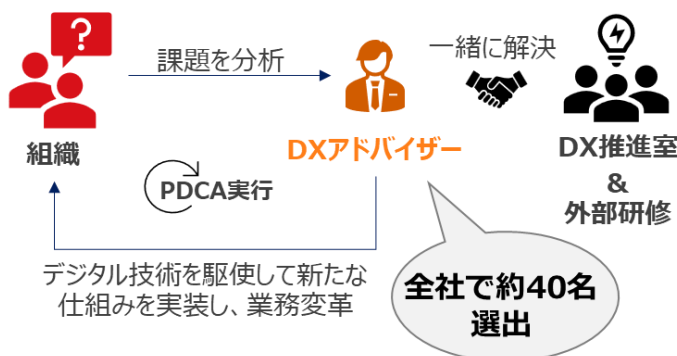 ?
課題を分析
一緒に解決
組織
DXアドバイザー
DX推進室
&
外部研修
PDCA実行
デジタル技術を駆使して新たな
仕組みを実装し、業務変革
全社で約40名
選出